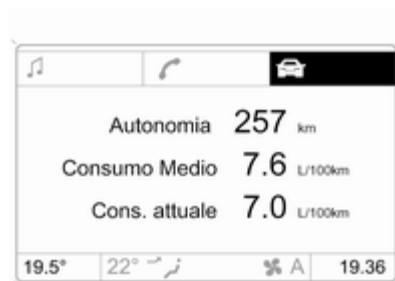 Autonomia 257 km
Consumo Medio 7.6 L/100km
Cons. attuale 7.0 L/100km
19.5° 22° A 19.36